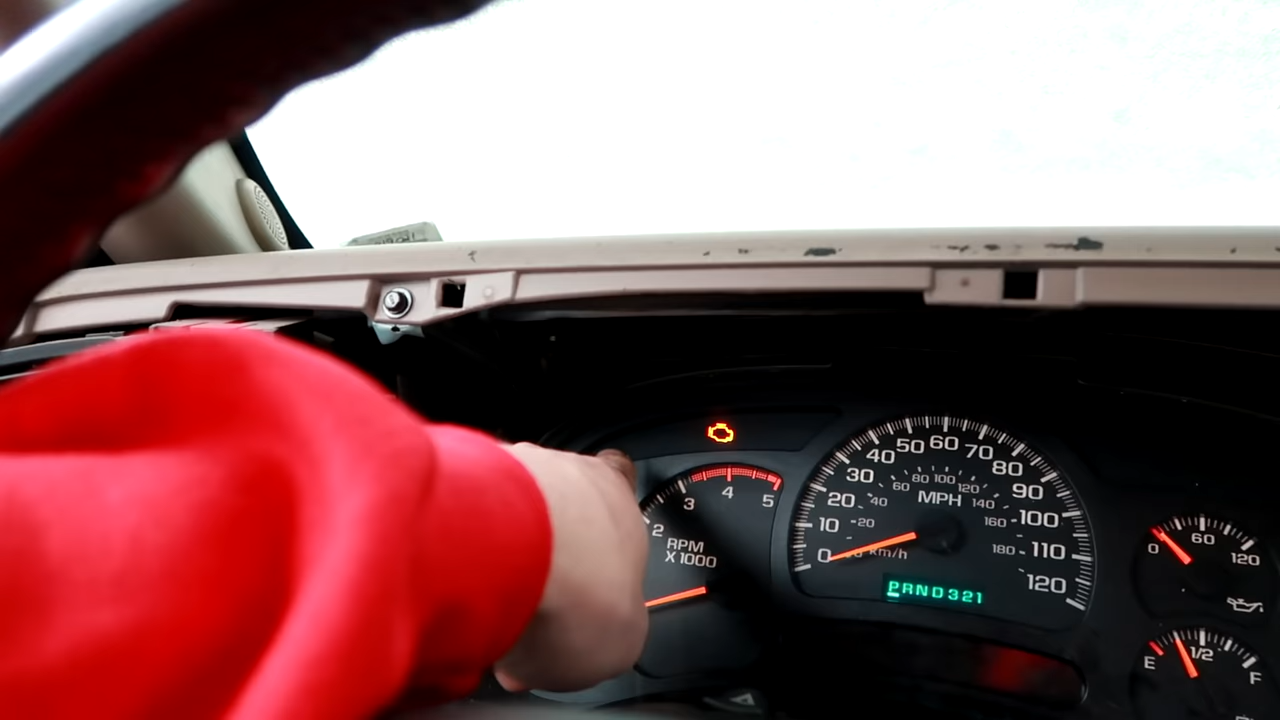 2 3 4 5
RPM
X1000
0 10 20 30 40 50 60 70 80 90 100 110 120
20 40 60 80 100 120 140 160 180
MPH
km/h
PRND321
0 60 120
E 1/2 F